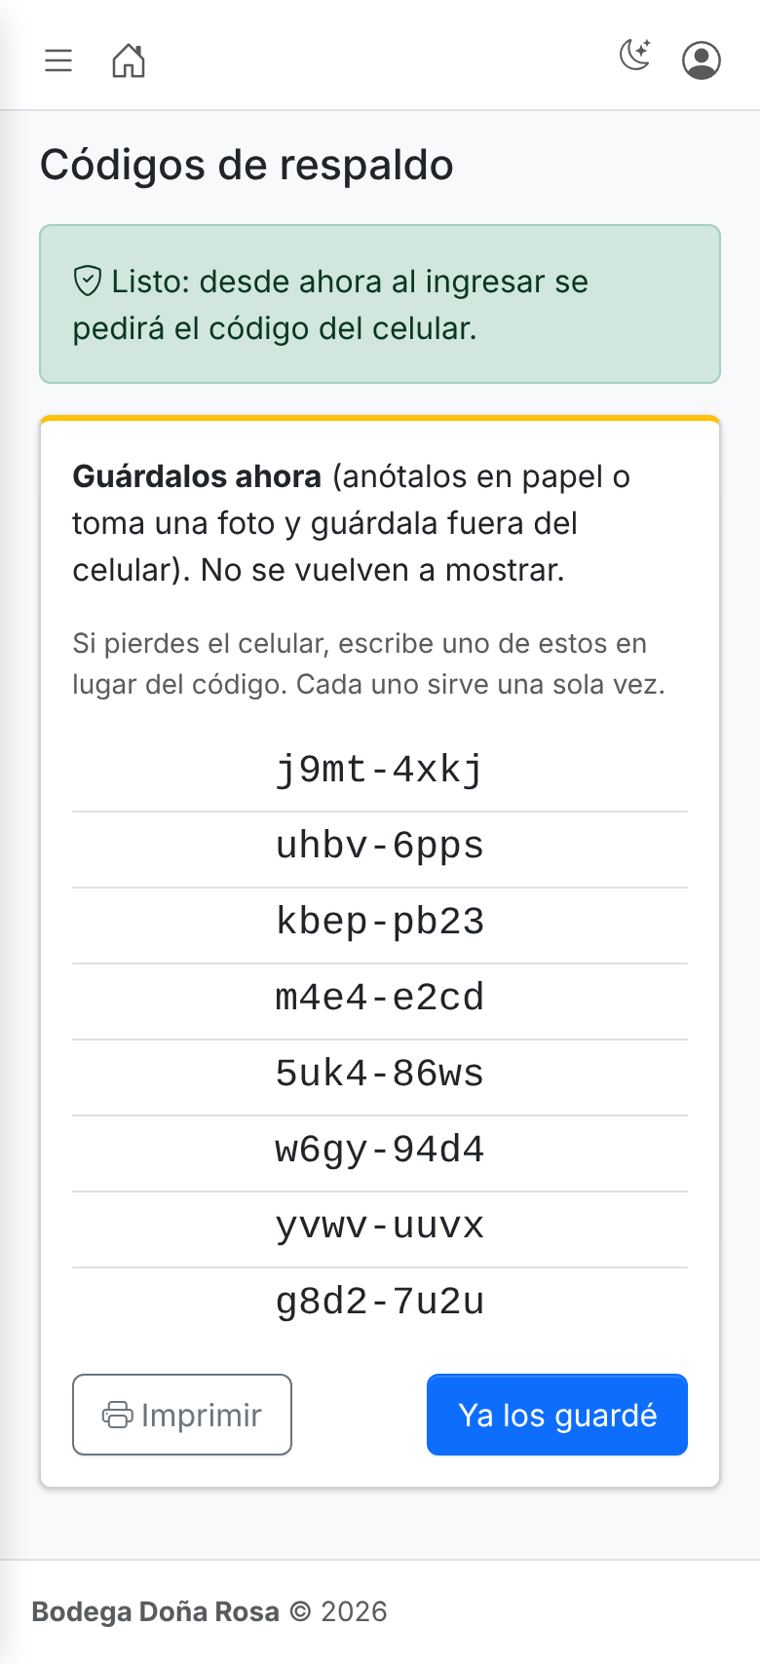 Códigos de respaldo
Listo: desde ahora al ingresar se
pedirá el código del celular.
Guárdalos ahora (anótalos en papel o
toma una foto y guárdala fuera del
celular). No se vuelven a mostrar.
Si pierdes el celular, escribe uno de estos en
lugar del código. Cada uno sirve una sola vez.
j9mt-4xkj
uhbv-6pps
kbep-pb23
m4e4-e2cd
5uk4-86ws
w6gy-94d4
yvwv-uuvx
g8d2-7u2u
Imprimir
Ya los guardé
Bodega Doña Rosa © 2026